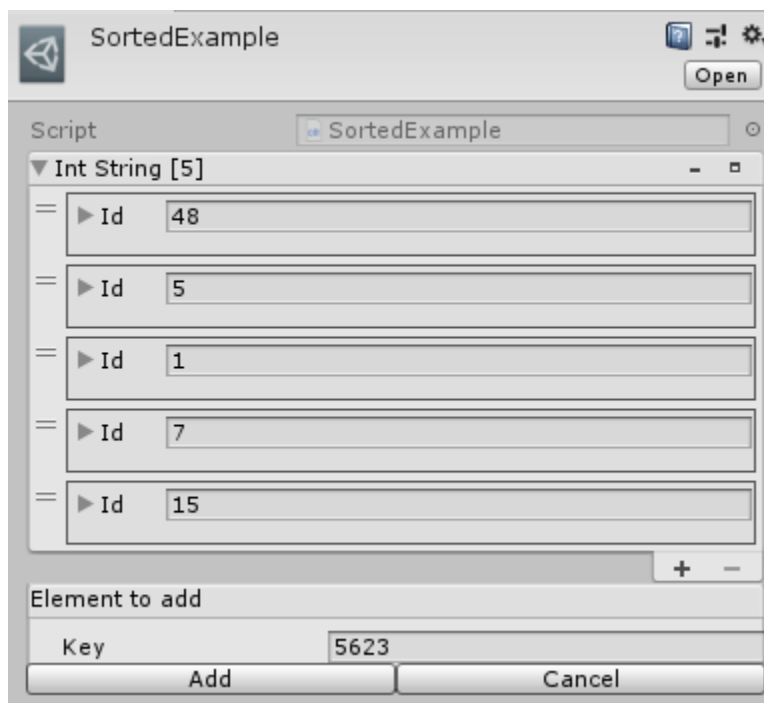 SortedExample
Open
Script SortedExample
Int String [5]
Id 48
Id 5
Id 1
Id 7
Id 15
Element to add
Key 5623
Add Cancel